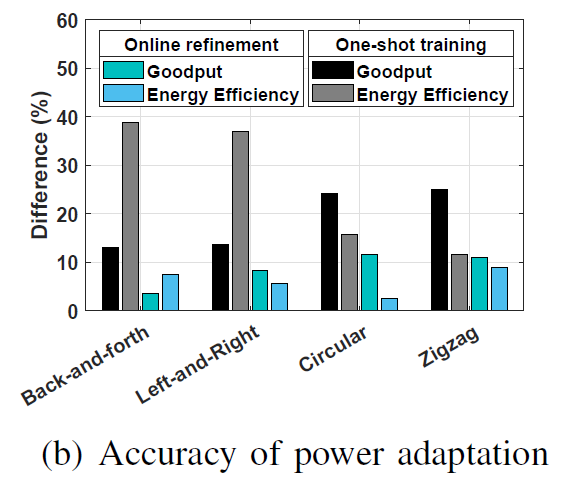 60
50
40
30
20
10
0
Difference (%)
Online refinement
Goodput
Energy Efficiency
One-shot training
Goodput
Energy Efficiency
Back-and-forth
Left-and-Right
Circular
Zigzag
(b) Accuracy of power adaptation